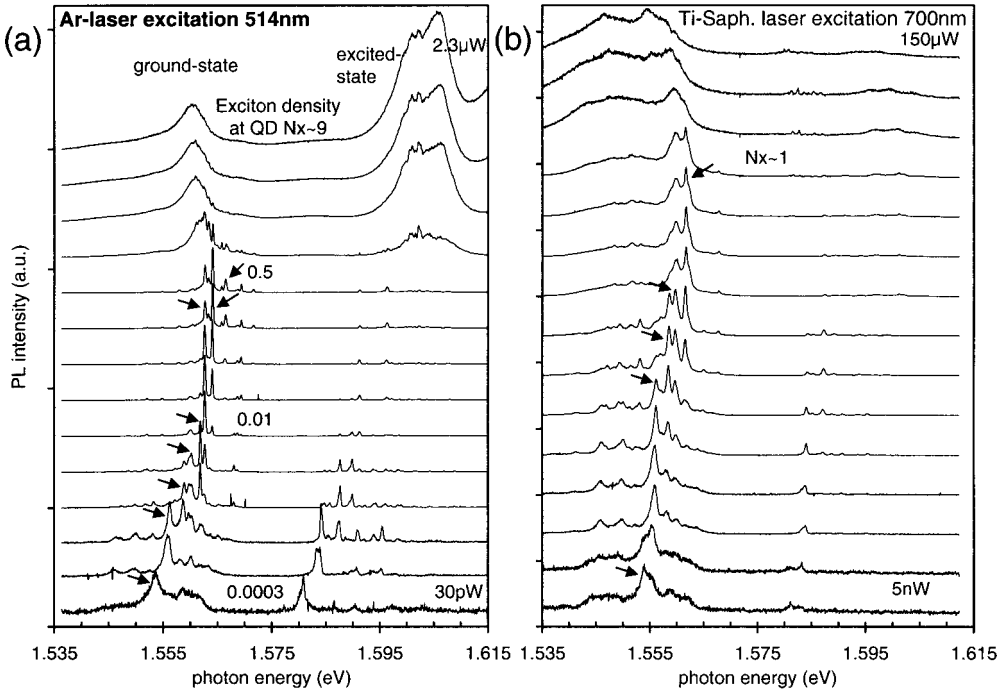 (a)
Ar-laser excitation 514nm
2.3µW
excited-
state
ground-state
Exciton density
at QD Nx~9
0.5
0.01
0.0003
30pW
PL intensity (a.u.)
1.535 1.555 1.575 1.595 1.615
photon energy (eV)
(b)
Ti-Saph. laser excitation 700nm
150µW
Nx~1
5nW
1.535 1.555 1.575 1.595 1.615
photon energy (eV)